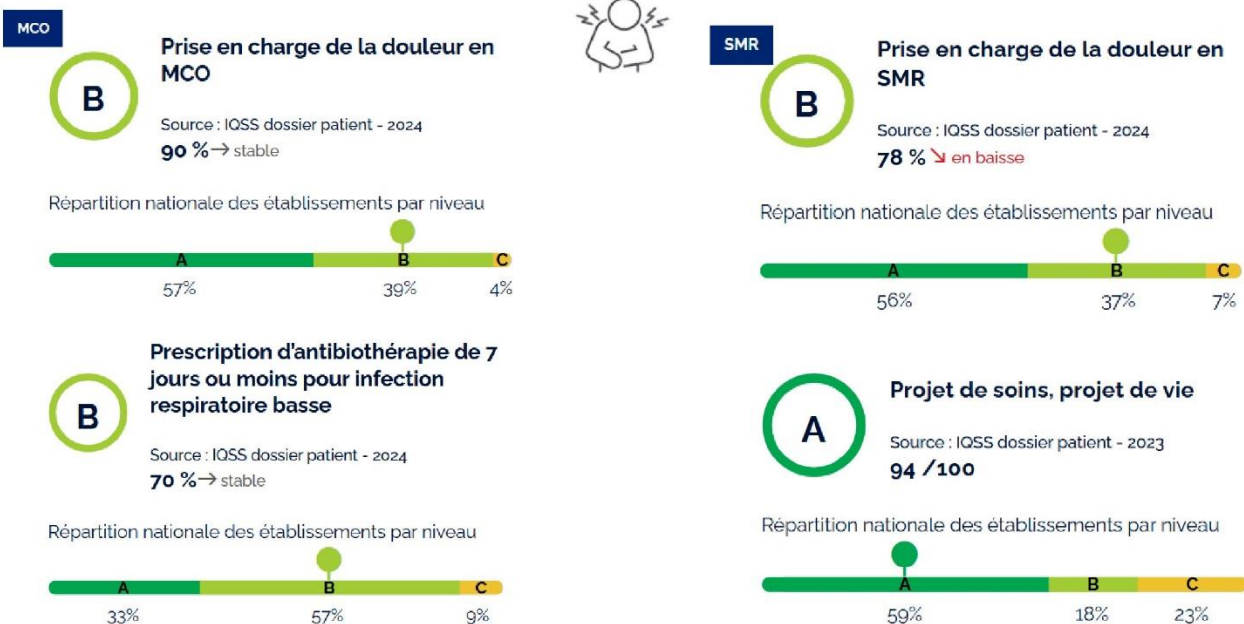 MCO
B
Prise en charge de la douleur en
MCO
Source : IQSS dossier patient - 2024
90 %→ stable
Répartition nationale des établissements par niveau
A B C
57% 39% 4%
B
Prescription d'antibiothérapie de 7
jours ou moins pour infection
respiratoire basse
Source : IQSS dossier patient - 2024
70 %→ stable
Répartition nationale des établissements par niveau
A B C
33% 57% 9%
SMR
B
Prise en charge de la douleur en
SMR
Source : IQSS dossier patient - 2024
78 % ↘ en baisse
Répartition nationale des établissements par niveau
A B C
56% 37% 7%
A
Projet de soins, projet de vie
Source : IQSS dossier patient - 2023
94 /100
Répartition nationale des établissements par niveau
A B C
59% 18% 23%